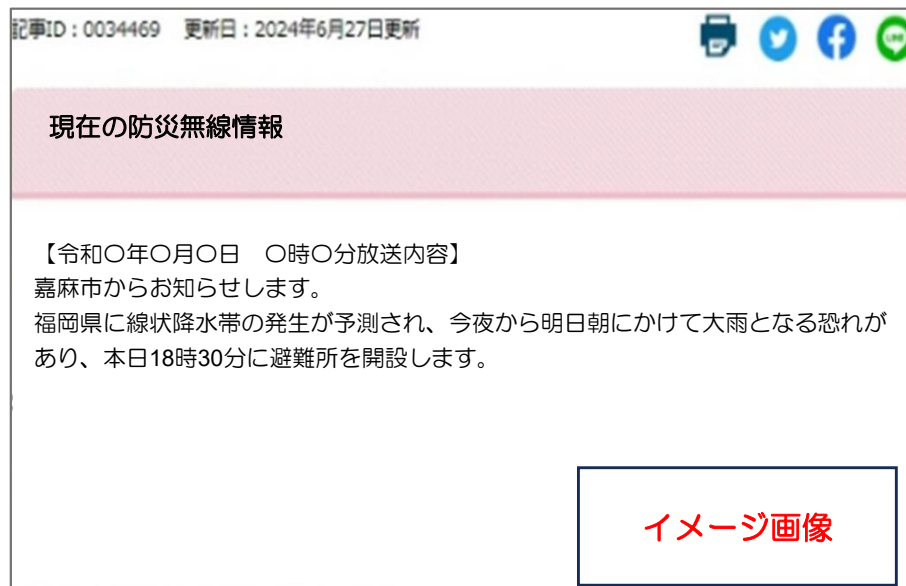 記事ID：0034469　更新日：2024年6月27日更新
LINE
現在の防災無線情報
【令和〇年〇月〇日　〇時〇分放送内容】
嘉麻市からお知らせします。
福岡県に線状降水帯の発生が予測され、今夜から明日朝にかけて大雨となる恐れが
あり、本日18時30分に避難所を開設します。
イメージ画像